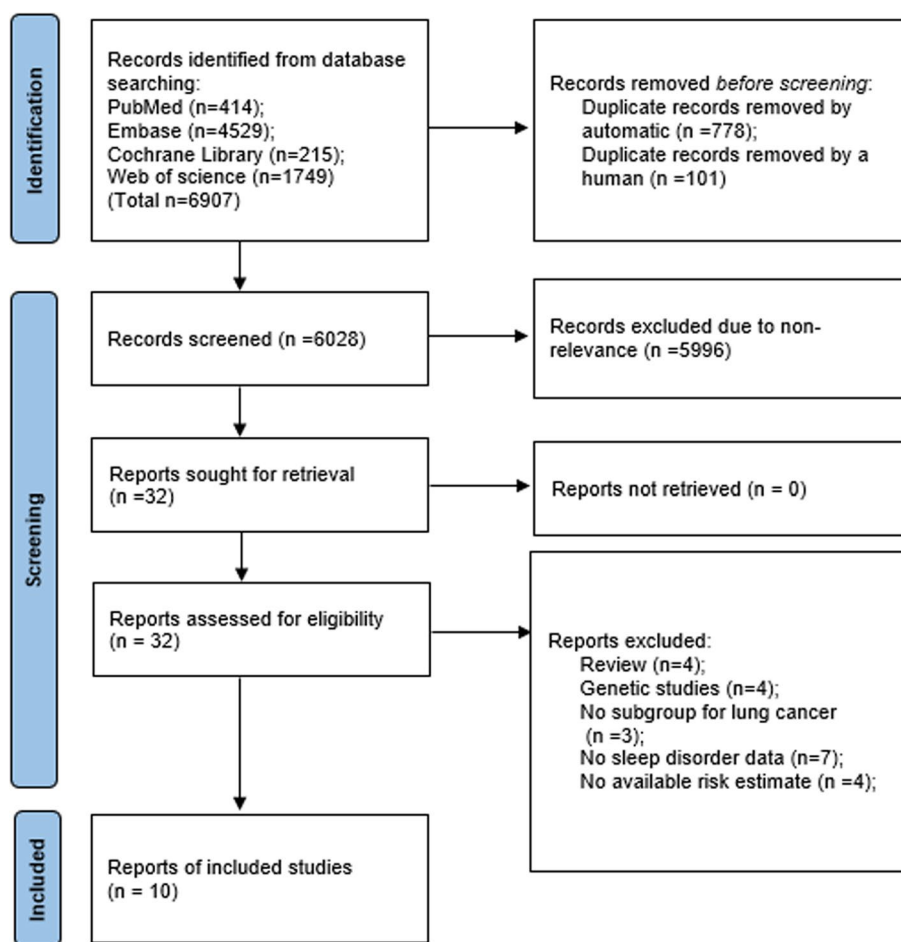 Identification
Records identified from database
searching:
PubMed (n=414);
Embase (n=4529);
Cochrane Library (n=215);
Web of science (n=1749)
(Total n=6907)
Records removed before screening:
Duplicate records removed by
automatic (n =778);
Duplicate records removed by a
human (n =101)
Screening
Records screened (n =6028)
Records excluded due to non-
relevance (n =5996)
Reports sought for retrieval
(n =32)
Reports not retrieved (n = 0)
Reports assessed for eligibility
(n = 32)
Reports excluded:
Review (n=4);
Genetic studies (n=4);
No subgroup for lung cancer
(n =3);
No sleep disorder data (n=7);
No available risk estimate (n =4);
Included
Reports of included studies
(n = 10)